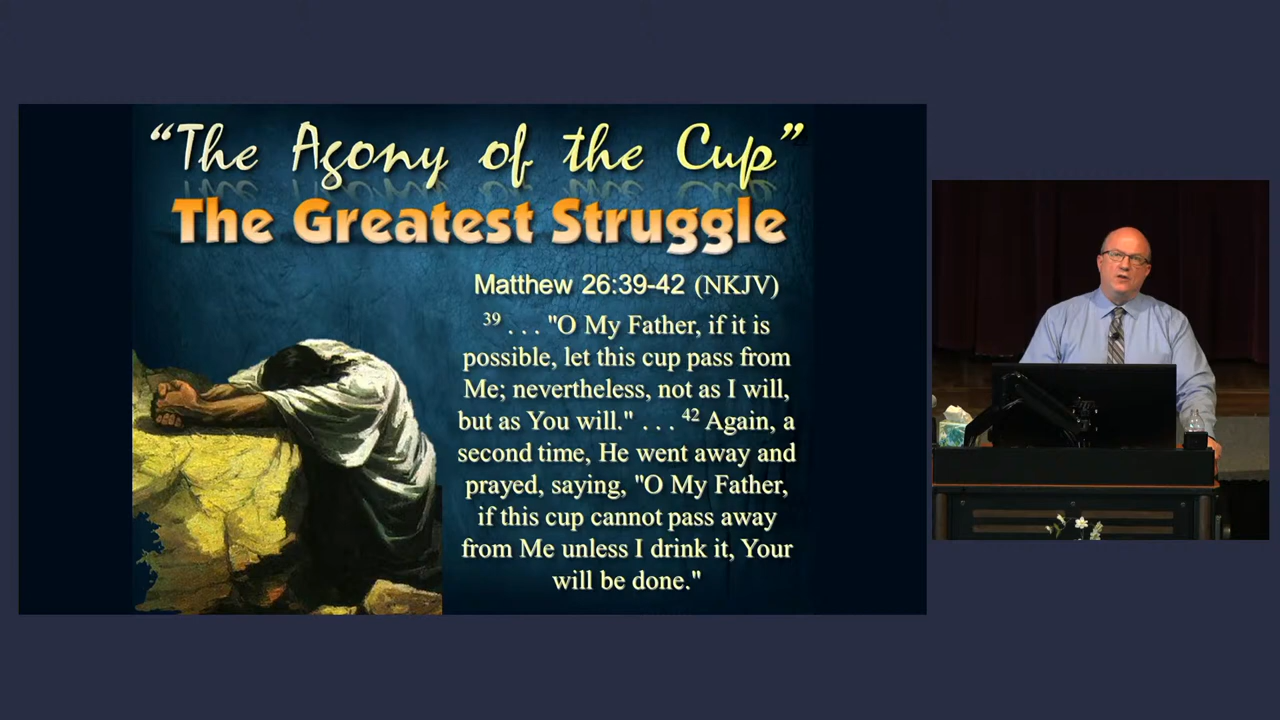 “The Agony of the Cup”
The Greatest Struggle
Matthew 26:39-42 (NKJV)
39 . . . "O My Father, if it is
possible, let this cup pass from
Me; nevertheless, not as I will,
but as You will." . . . 42 Again, a
second time, He went away and
prayed, saying, "O My Father,
if this cup cannot pass away
from Me unless I drink it, Your
will be done."